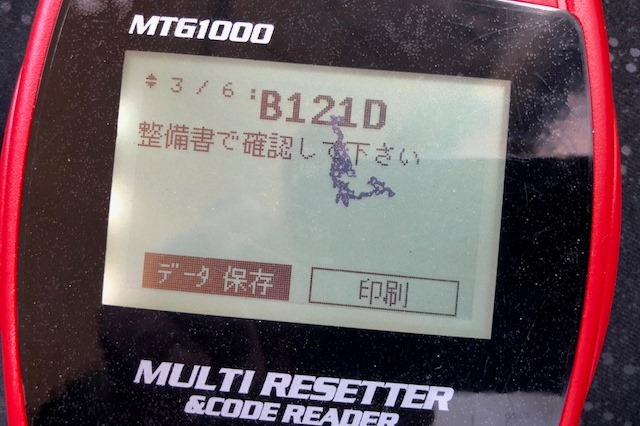 MTG1000
3/6:B121D
整備書で確認して下さい
データ保存 印刷
MULTI RESETTER
&CODE READER